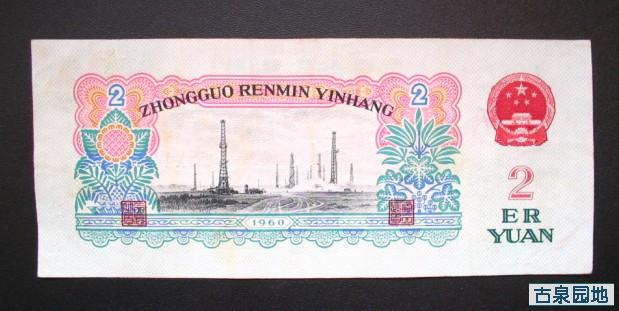 2
2
ZHONGGUO RENMIN YINHANG
1960
2
ER
YUAN
古泉园地